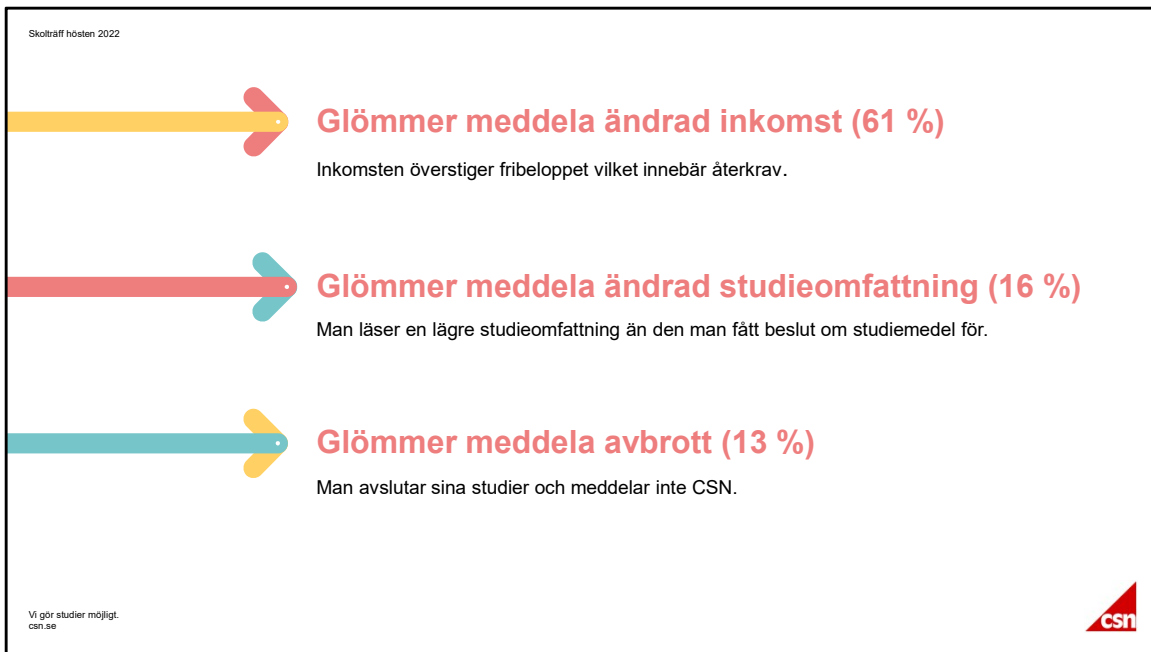 Skolträff hösten 2022
Glömmer meddela ändrad inkomst (61 %)
Inkomsten överstiger fribeloppet vilket innebär återkrav.
Glömmer meddela ändrad studieomfattning (16 %)
Man läser en lägre studieomfattning än den man fått beslut om studiemedel för.
Glömmer meddela avbrott (13 %)
Man avslutar sina studier och meddelar inte CSN.
Vi gör studier möjligt.
csn.se
csn